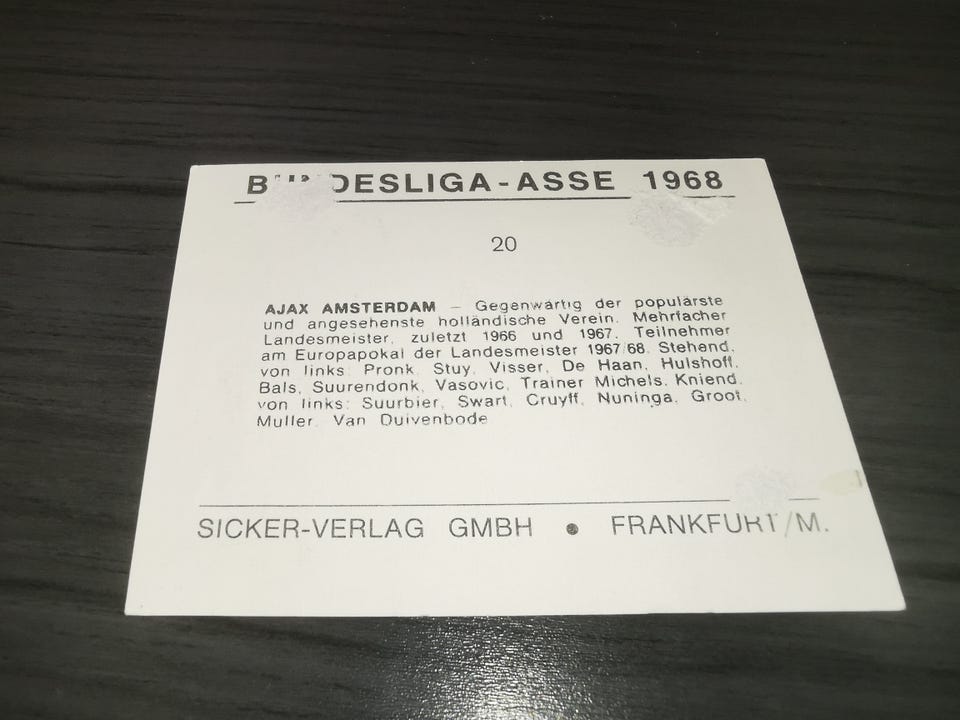 BUNDESLIGA-ASSE 1968
20
AJAX AMSTERDAM – Gegenwärtig der populärste
und angesehenste holländische Verein. Mehrfacher
Landesmeister, zuletzt 1966 und 1967. Teilnehmer
am Europapokal der Landesmeister 1967/68. Stehend,
von links: Pronk, Stuy, Visser, De Haan, Hulshoff,
Bals, Suurendonk, Vasovic, Trainer Michels. Kniend,
von links: Suurbier, Swart, Cruyff, Nuninga, Groot,
Muller, Van Duivenbode
SICKER-VERLAG GMBH ● FRANKFURT/M.